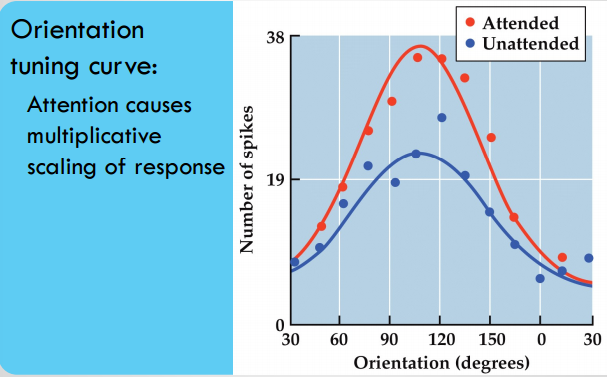 Orientation
tuning curve:
Attention causes
multiplicative
scaling of response
Attended
Unattended
Number of spikes
38
19
0
30 60 90 120 150 0 30
Orientation (degrees)